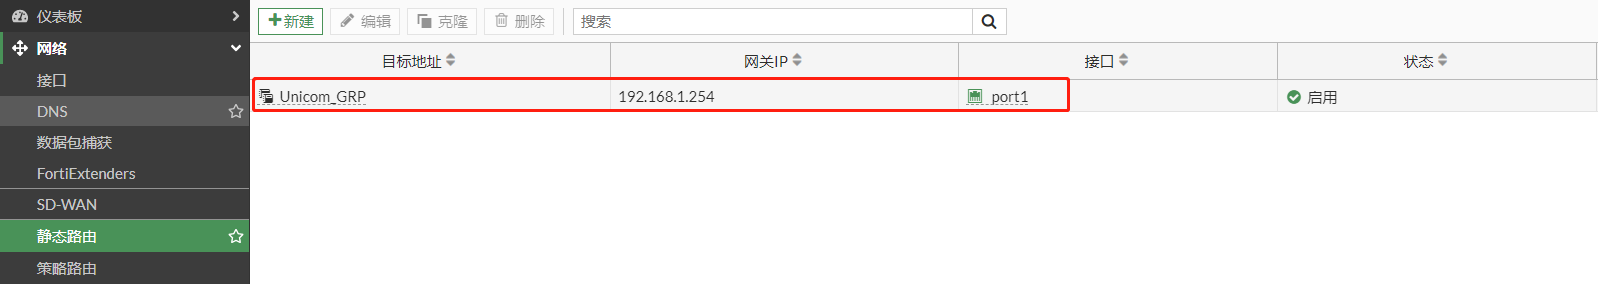 仪表板
网络
接口
DNS
数据包捕获
FortiExtenders
SD-WAN
静态路由
策略路由
新建 编辑 克隆 删除 搜索
目标地址 网关IP 接口 状态
Unicom_GRP 192.168.1.254 port1 启用